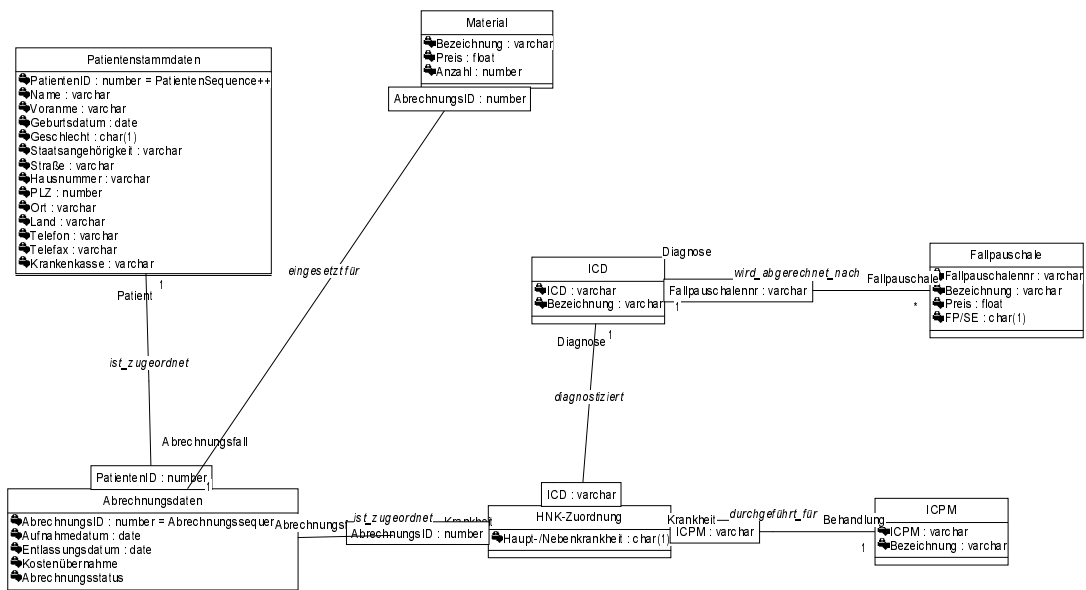 Material
Bezeichnung : varchar
Preis : float
Anzahl : number
AbrechnungsID : number
Patientenstammdaten
PatientenID : number = PatientenSequence++
Name : varchar
Voranme : varchar
Geburtsdatum : date
Geschlecht : char(1)
Staatsangehörigkeit : varchar
Straße : varchar
Hausnummer : varchar
PLZ : number
Ort : varchar
Land : varchar
Telefon : varchar
Telefax : varchar
Krankenkasse : varchar
Patient
1
eingesetzt für
ist_zugeordnet
Abrechnungsfall
1
Diagnose
ICD
ICD : varchar
Bezeichnung : varchar
wird_abgerechnet_nach
Fallpauschalennr : varchar
1
Fallpauschale
*
Fallpauschale
Fallpauschalennr : varchar
Bezeichnung : varchar
Preis : float
FP/SE : char(1)
Diagnose
1
diagnostiziert
PatientenID : number
Abrechnungsdaten
AbrechnungsID : number = Abrechnungssequer
Aufnahmedatum : date
Entlassungsdatum : date
Kostenübernahme
Abrechnungsstatus
ist_zugeordnet
AbrechnungsID : number
ICD : varchar
HNK-Zuordnung
Haupt-/Nebenkrankheit : char(1)
Krankheit
durchgeführt_für
ICPM : varchar
Behandlung
1
ICPM
ICPM : varchar
Bezeichnung : varchar